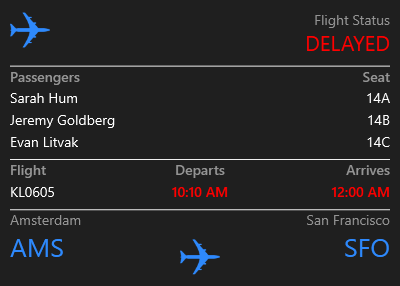 Flight Status
DELAYED
Passengers Seat
Sarah Hum 14A
Jeremy Goldberg 14B
Evan Litvak 14C
Flight Departs Arrives
KL0605 10:10 AM 12:00 AM
Amsterdam San Francisco
AMS SFO